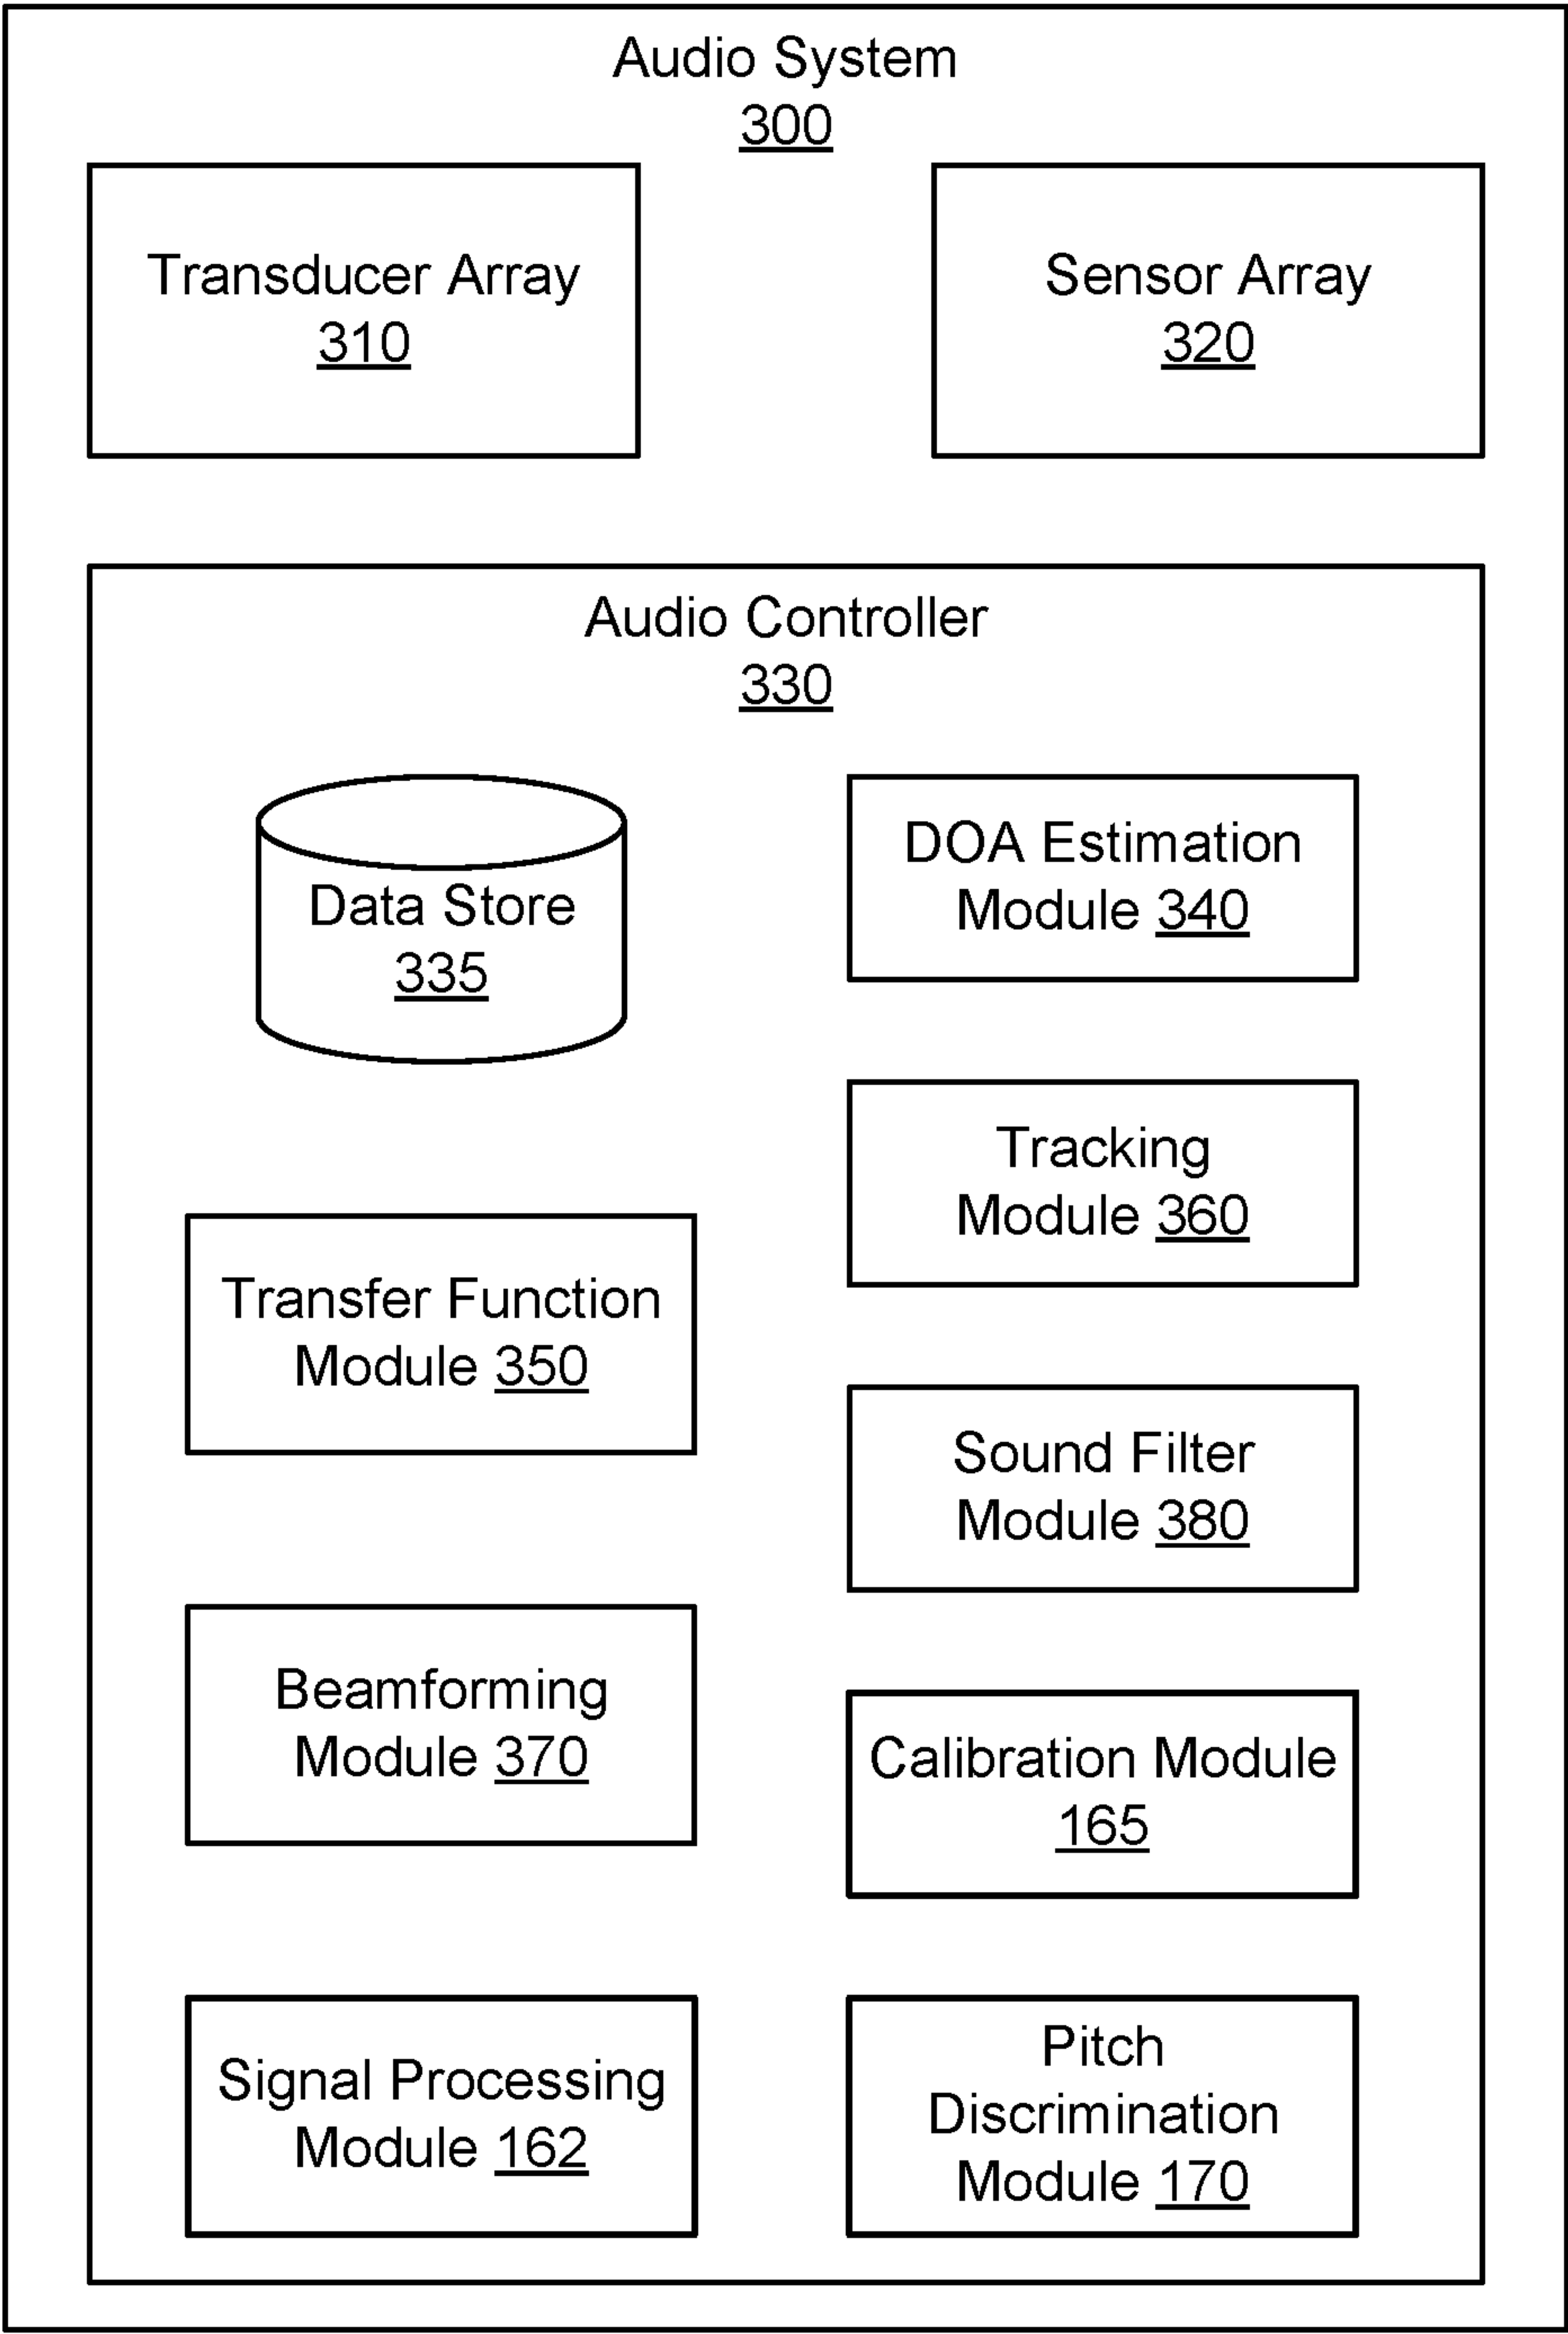 Audio System
300
Transducer Array
310
Sensor Array
320
Audio Controller
330
Data Store
335
DOA Estimation
Module 340
Tracking
Module 360
Transfer Function
Module 350
Sound Filter
Module 380
Beamforming
Module 370
Calibration Module
165
Signal Processing
Module 162
Pitch
Discrimination
Module 170